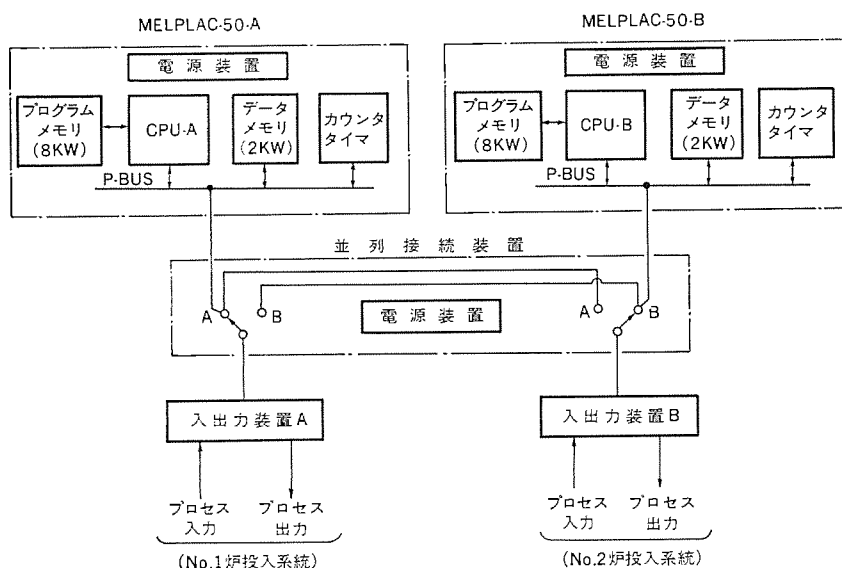 MELPLAC-50-A
電源装置
プログラム
メモリ
(8KW)
CPU-A
データ
メモリ
(2KW)
カウンタ
タイマ
P-BUS
MELPLAC-50-B
電源装置
プログラム
メモリ
(8KW)
CPU-B
データ
メモリ
(2KW)
カウンタ
タイマ
P-BUS
並列接続装置
A
B
電源装置
A
B
入出力装置A
入出力装置B
プロセス
入力
プロセス
出力
プロセス
入力
プロセス
出力
(No.1炉投入系統)
(No.2炉投入系統)